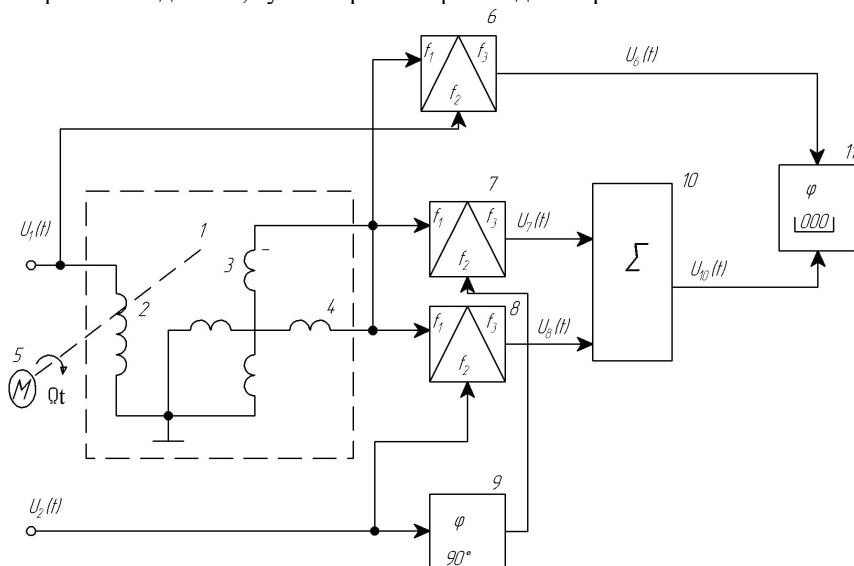 6
f₁ f₃
f₂
U₆(t)
11
φ
000
7
f₁ f₃
f₂
U₇(t)
10
Σ
U₁₀(t)
U₁(t)
1
2
3
4
5
M
Ωt
8
f₁ f₃
f₂
U₈(t)
U₂(t)
9
φ
90°